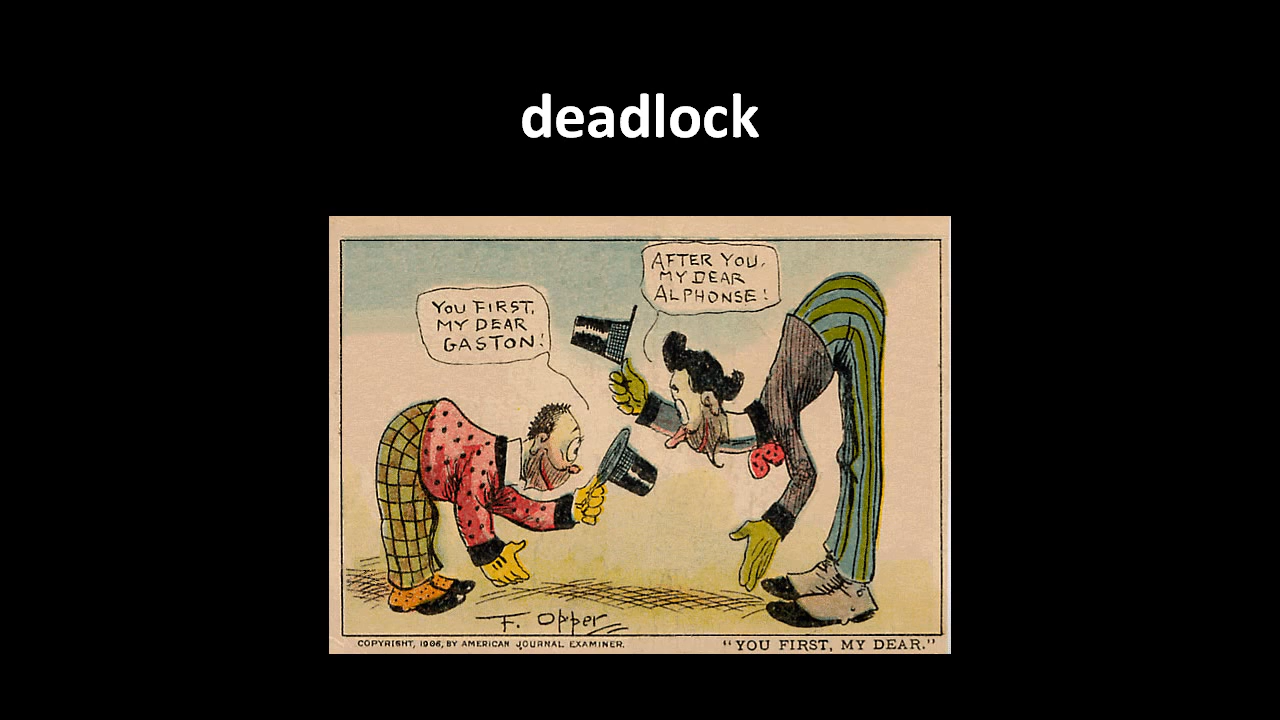 deadlock
AFTER YOU,
MY DEAR
ALPHONSE!
YOU FIRST,
MY DEAR
GASTON!
F. Opper
COPYRIGHT, 1906, BY AMERICAN JOURNAL EXAMINER.
"YOU FIRST, MY DEAR."